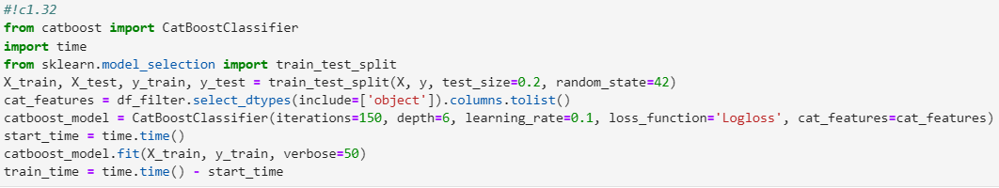 #!c1.32
from catboost import CatBoostClassifier
import time
from sklearn.model_selection import train_test_split
X_train, X_test, y_train, y_test = train_test_split(X, y, test_size=0.2, random_state=42)
cat_features = df_filter.select_dtypes(include=['object']).columns.tolist()
catboost_model = CatBoostClassifier(iterations=150, depth=6, learning_rate=0.1, loss_function='Logloss', cat_features=cat_features)
start_time = time.time()
catboost_model.fit(X_train, y_train, verbose=50)
train_time = time.time() - start_time